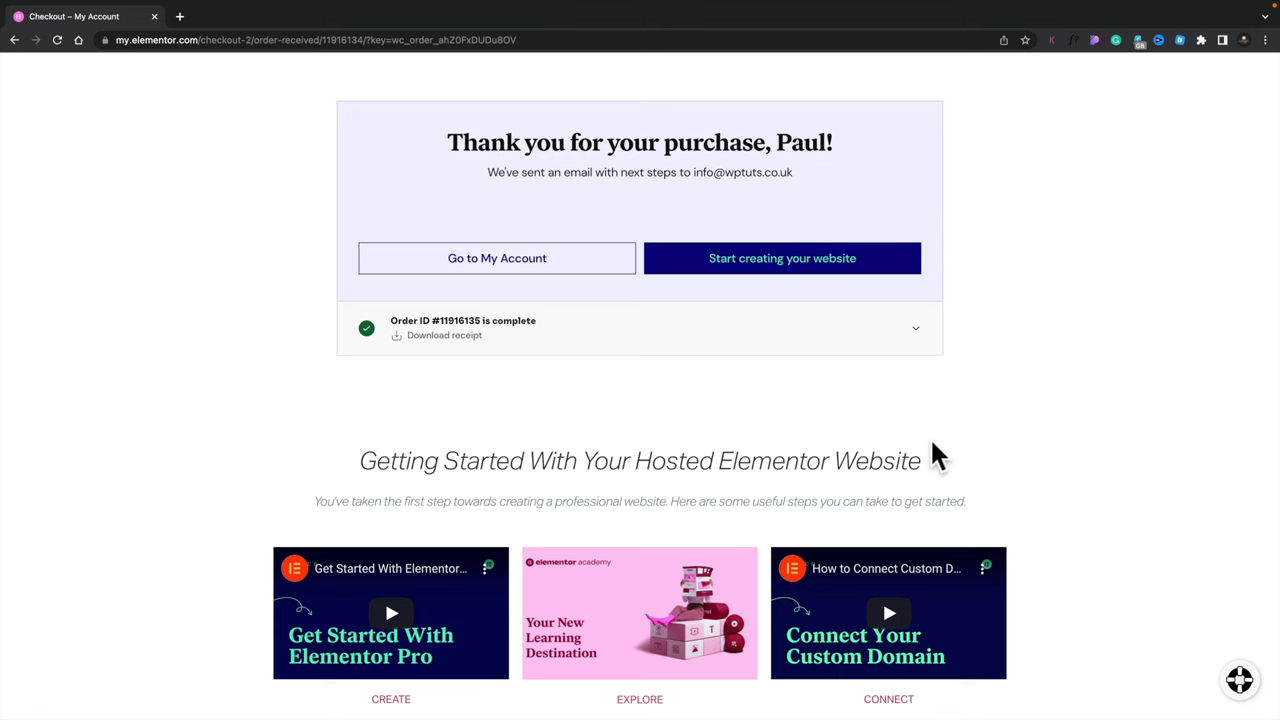 Checkout – My Account
my.elementor.com/checkout-2/order-received/11916134/?key=wc_order_ahZ0FxDUDu8OV
GB
Thank you for your purchase, Paul!
We've sent an email with next steps to info@wptuts.co.uk
Go to My Account
Start creating your website
Order ID #11916135 is complete
Download receipt
Getting Started With Your Hosted Elementor Website
You've taken the first step towards creating a professional website. Here are some useful steps you can take to get started.
Get Started With Elementor...
Get Started With
Elementor Pro
elementor academy
Your New
Learning
Destination
How to Connect Custom D...
Connect Your
Custom Domain
CREATE
EXPLORE
CONNECT